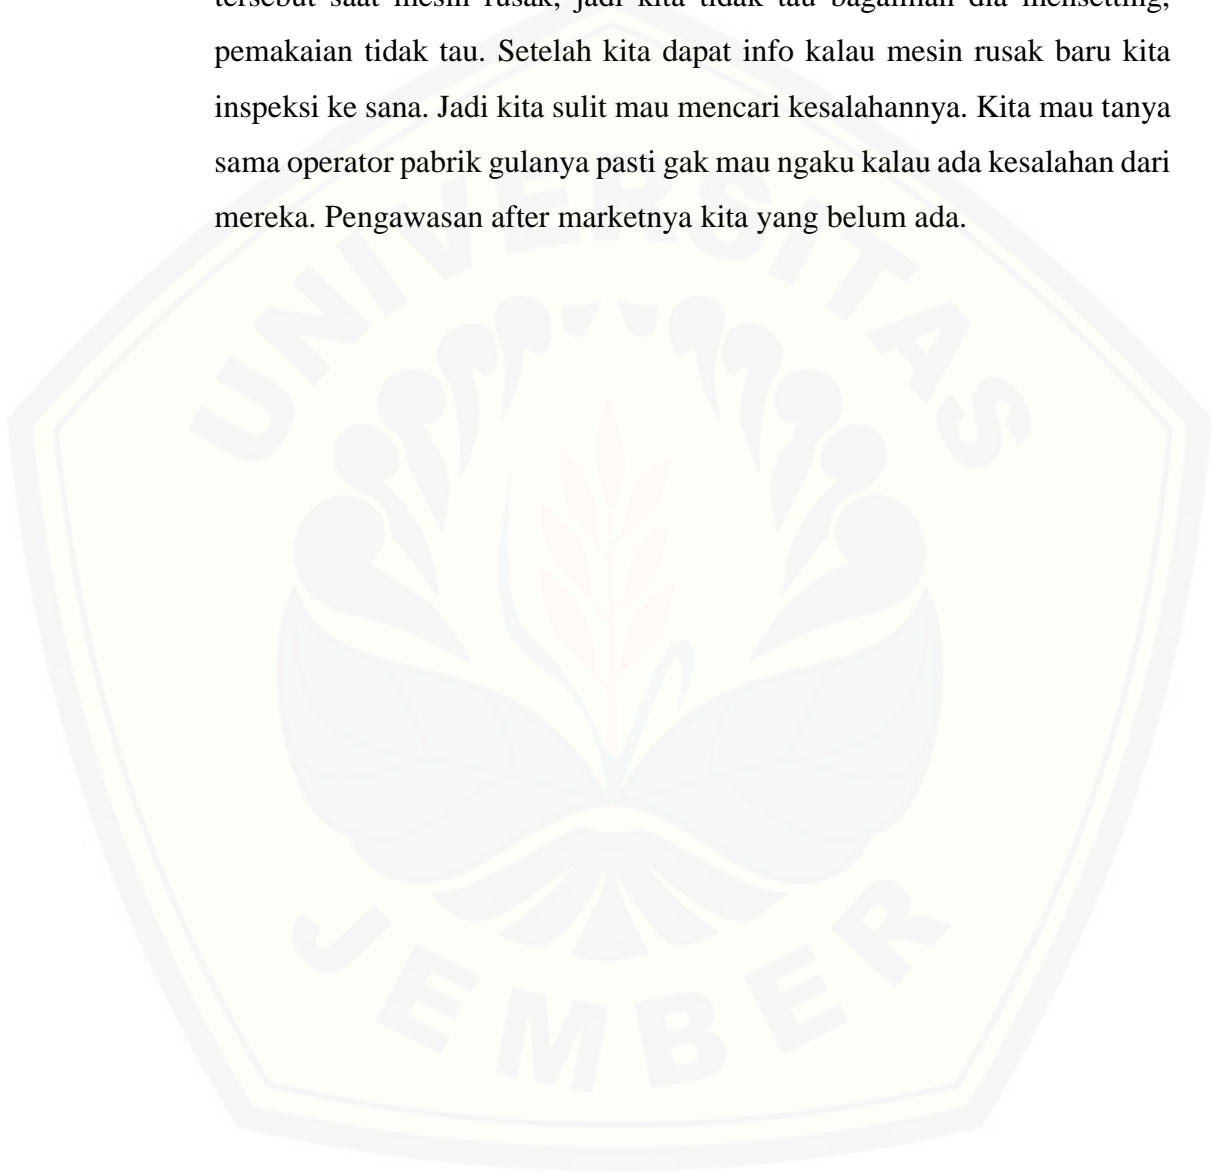 tersebut saat mesin rusak, jadi kita tidak tau bagaiman dia mensetting,
pemakaian tidak tau. Setelah kita dapat info kalau mesin rusak baru kita
inspeksi ke sana. Jadi kita sulit mau mencari kesalahannya. Kita mau tanya
sama operator pabrik gulanya pasti gak mau ngaku kalau ada kesalahan dari
mereka. Pengawasan after marketnya kita yang belum ada.
UNIVERSITAS
JEMBER